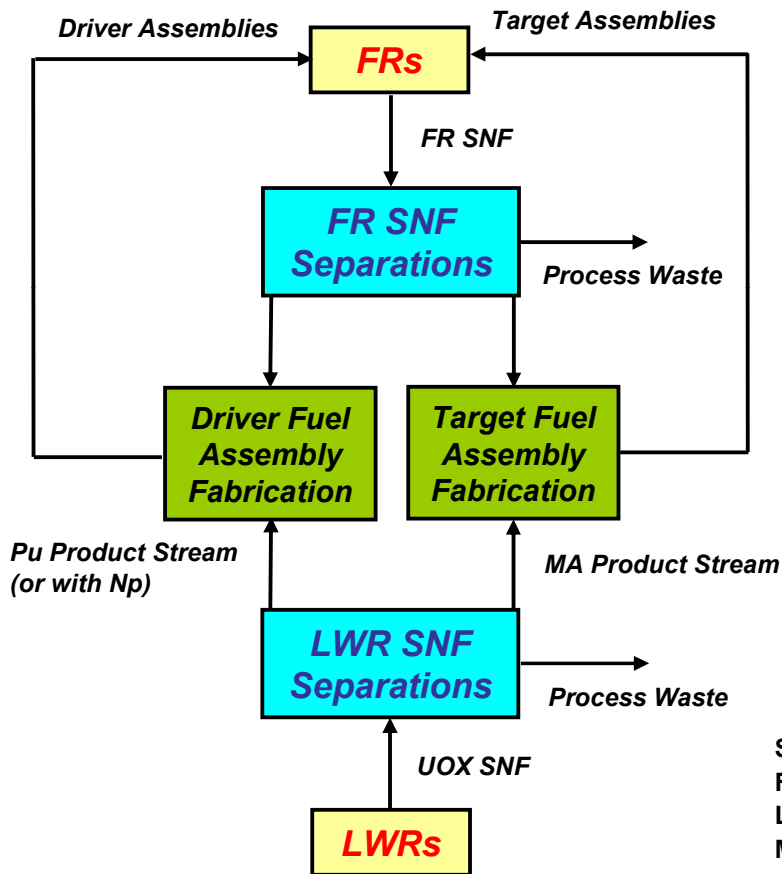 Driver Assemblies
Target Assemblies
FRs
FR SNF
FR SNF
Separations
Process Waste
Driver Fuel
Assembly
Fabrication
Target Fuel
Assembly
Fabrication
Pu Product Stream
(or with Np)
MA Product Stream
LWR SNF
Separations
Process Waste
UOX SNF
LWRs